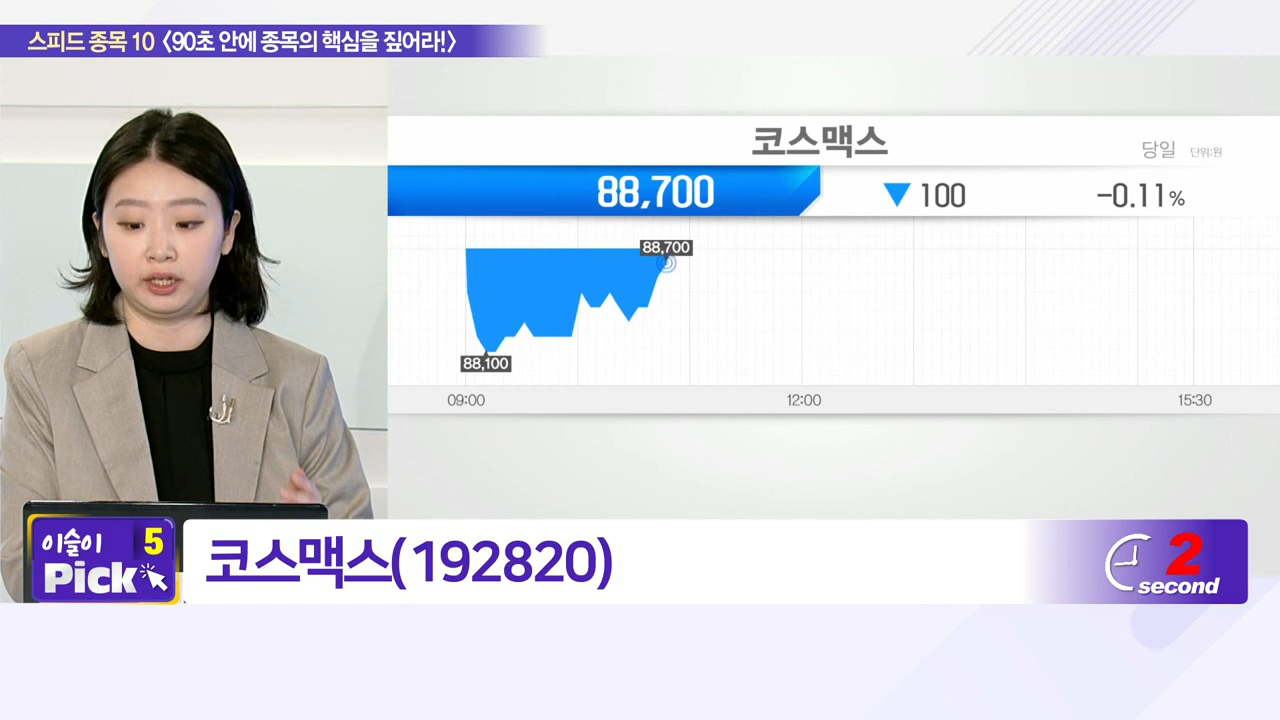 스피드 종목 10 <90초 안에 종목의 핵심을 짚어라!>
코스맥스
당일 단위:원
88,700 ▼ 100 -0.11%
88,700
88,100
09:00 12:00 15:30
이슬이 5
Pick
코스맥스(192820)
2
second